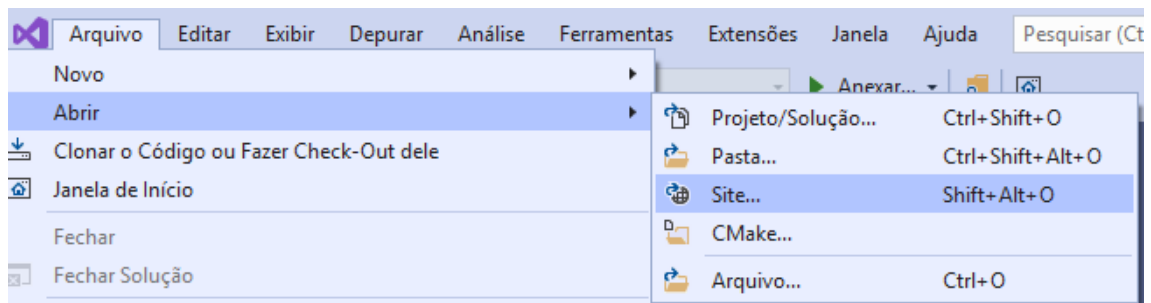 Arquivo Editar Exibir Depurar Análise Ferramentas Extensões Janela Ajuda Pesquisar (Ct
Novo
Anexar...
Abrir
Projeto/Solução... Ctrl+Shift+O
Clonar o Código ou Fazer Check-Out dele
Pasta... Ctrl+Shift+Alt+O
Janela de Início
Site... Shift+Alt+O
Fechar
CMake...
Fechar Solução
Arquivo... Ctrl+O